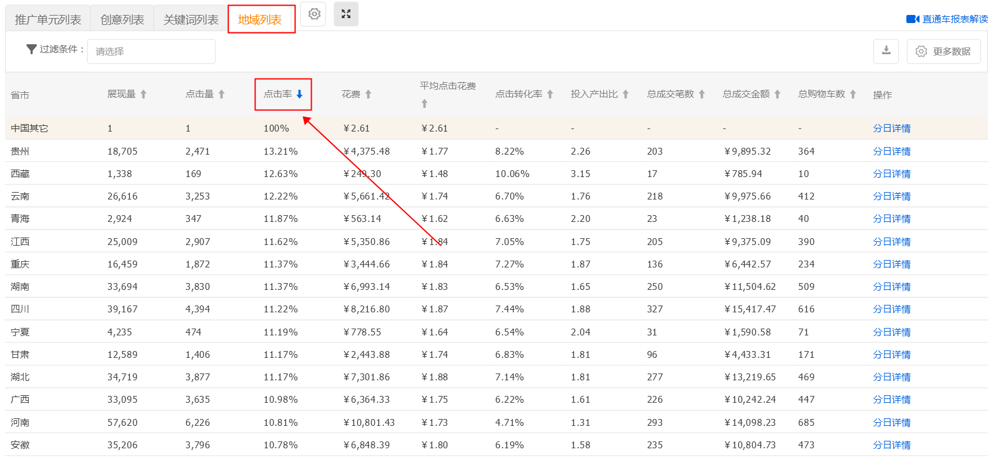 推广单元列表 创意列表 关键词列表 地域列表 直通车报表解读
过滤条件： 请选择 更多数据
省市 展现量 点击量 点击率 花费 平均点击花费 点击转化率 投入产出比 总成交笔数 总成交金额 总购物车数 操作
中国其它 1 1 100% ￥2.61 ￥2.61 - - - - - 分日详情
贵州 18,705 2,471 13.21% ￥4,375.48 ￥1.77 8.22% 2.26 203 ￥9,895.32 364 分日详情
西藏 1,338 169 12.63% ￥249.30 ￥1.48 10.06% 3.15 17 ￥785.94 10 分日详情
云南 26,616 3,253 12.22% ￥5,661.42 ￥1.74 6.70% 1.76 218 ￥9,975.66 412 分日详情
青海 2,924 347 11.87% ￥563.14 ￥1.62 6.63% 2.20 23 ￥1,238.18 40 分日详情
江西 25,009 2,907 11.62% ￥5,350.86 ￥1.84 7.05% 1.75 205 ￥9,375.09 390 分日详情
重庆 16,459 1,872 11.37% ￥3,444.66 ￥1.84 7.27% 1.87 136 ￥6,442.57 234 分日详情
湖南 33,694 3,830 11.37% ￥6,993.14 ￥1.83 6.53% 1.65 250 ￥11,504.62 509 分日详情
四川 39,167 4,394 11.22% ￥8,216.80 ￥1.87 7.44% 1.88 327 ￥15,417.47 616 分日详情
宁夏 4,235 474 11.19% ￥778.55 ￥1.64 6.54% 2.04 31 ￥1,590.58 71 分日详情
甘肃 12,589 1,406 11.17% ￥2,443.88 ￥1.74 6.83% 1.81 96 ￥4,433.31 171 分日详情
湖北 34,719 3,877 11.17% ￥7,301.86 ￥1.88 7.14% 1.81 277 ￥13,219.65 469 分日详情
广西 33,095 3,635 10.98% ￥6,364.33 ￥1.75 6.22% 1.61 226 ￥10,242.24 447 分日详情
河南 57,620 6,226 10.81% ￥10,801.43 ￥1.73 4.71% 1.31 293 ￥14,098.23 685 分日详情
安徽 35,206 3,796 10.78% ￥6,848.39 ￥1.80 6.19% 1.58 235 ￥10,804.73 473 分日详情